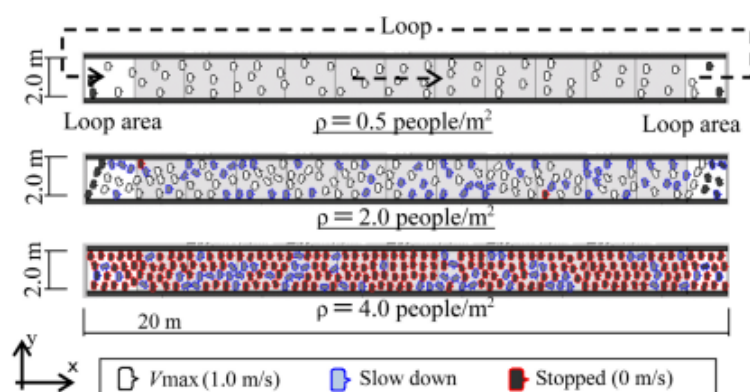 Loop
2.0 m
Loop area
ρ = 0.5 people/m²
Loop area
2.0 m
ρ = 2.0 people/m²
2.0 m
ρ = 4.0 people/m²
20 m
y
x
Vmax (1.0 m/s)
Slow down
Stopped (0 m/s)